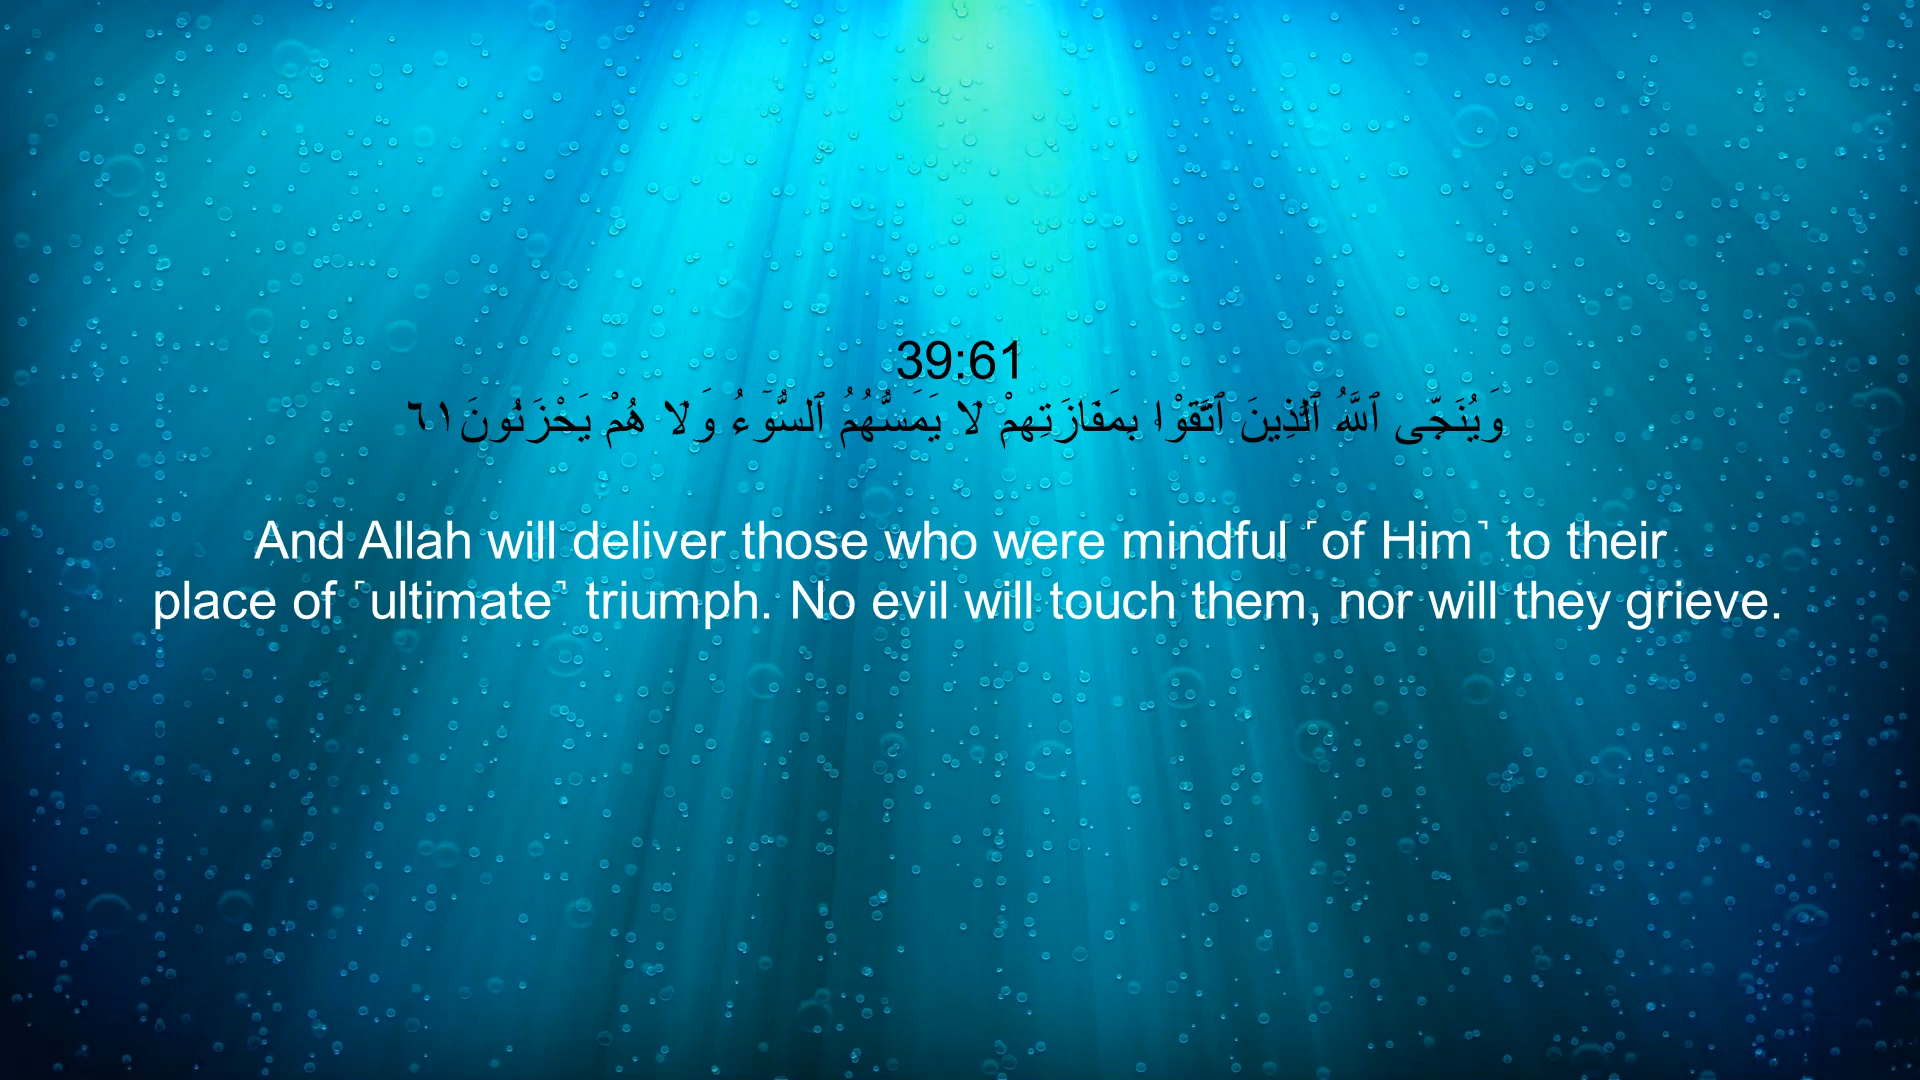 39:61
وَيُنَجِّى ٱللَّهُ ٱلَّذِينَ ٱتَّقَوْا۟ بِمَفَازَتِهِمْ لَا يَمَسُّهُمُ ٱلسُّوٓءُ وَلَا هُمْ يَحْزَنُونَ ٦١
And Allah will deliver those who were mindful ˹of Him˺ to their
place of ˹ultimate˺ triumph. No evil will touch them, nor will they grieve.